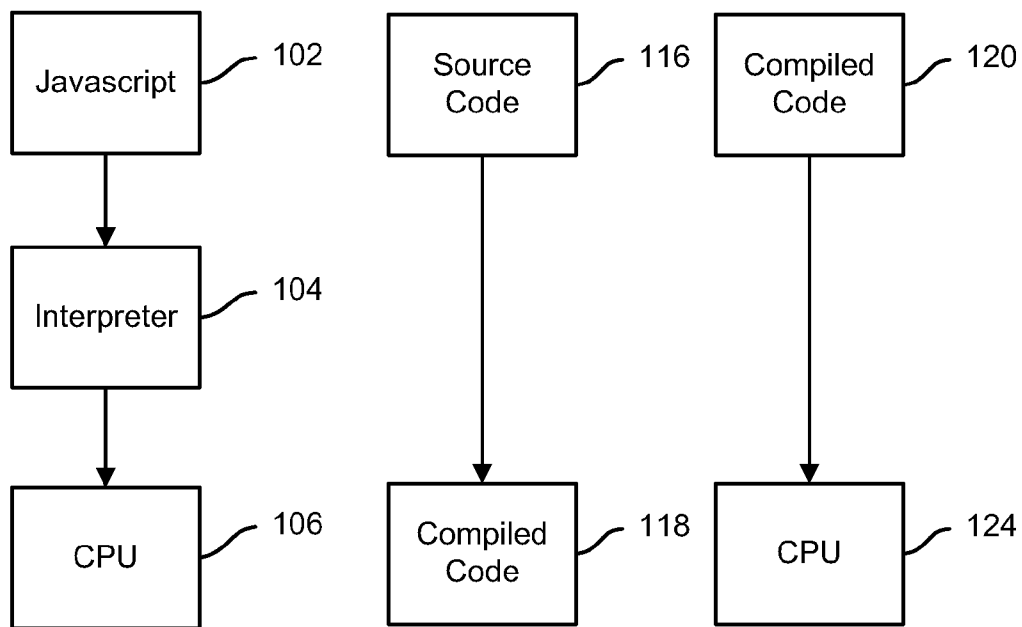 Javascript
102
Interpreter
104
CPU
106
Source
Code
116
Compiled
Code
118
Compiled
Code
120
CPU
124